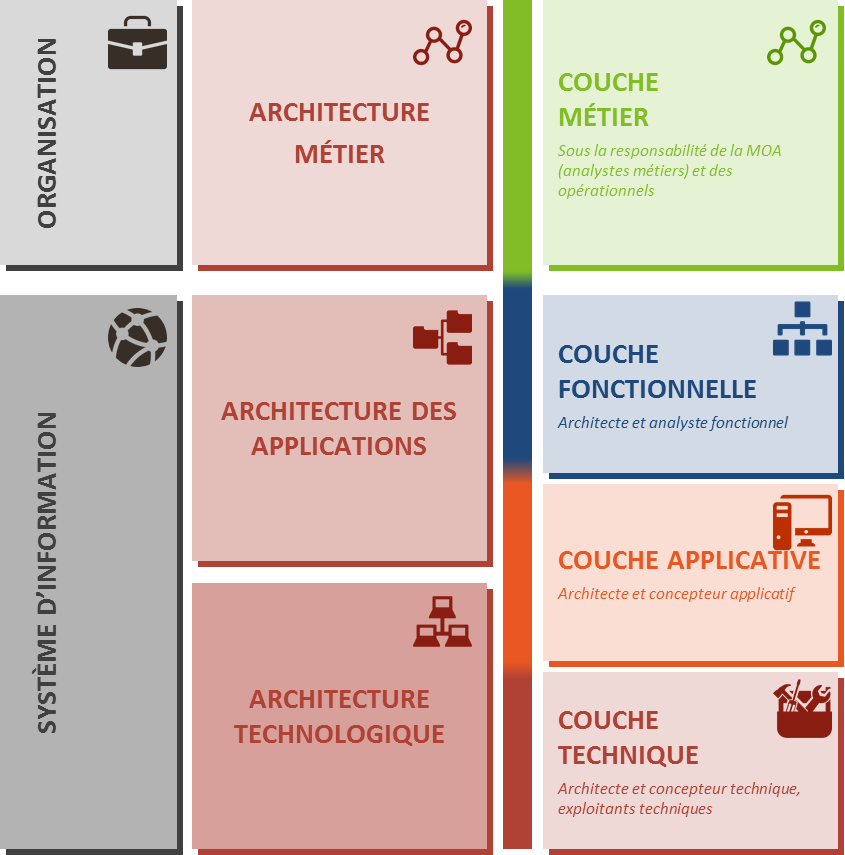 ORGANISATION
ARCHITECTURE
MÉTIER
COUCHE
MÉTIER
Sous la responsabilité de la MOA
(analystes métiers) et des
opérationnels
SYSTÈME D’INFORMATION
ARCHITECTURE DES
APPLICATIONS
COUCHE
FONCTIONNELLE
Architecte et analyste fonctionnel
COUCHE APPLICATIVE
Architecte et concepteur applicatif
ARCHITECTURE
TECHNOLOGIQUE
COUCHE
TECHNIQUE
Architecte et concepteur technique,
exploitants techniques